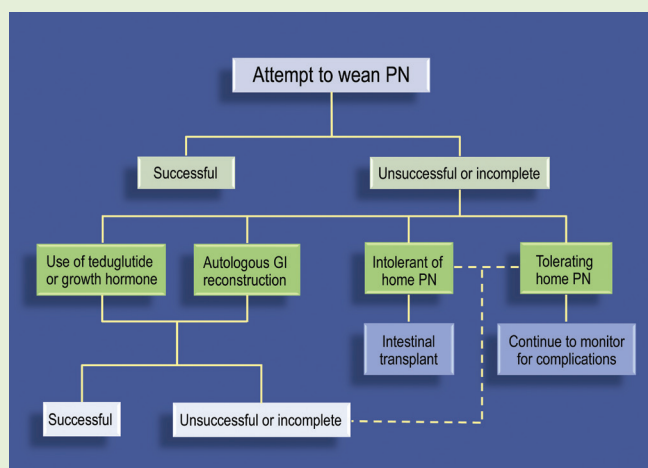 Attempt to wean PN
Successful
Unsuccessful or incomplete
Use of teduglutide
or growth hormone
Autologous GI
reconstruction
Intolerant of
home PN
Tolerating
home PN
Intestinal
transplant
Continue to monitor
for complications
Successful
Unsuccessful or incomplete